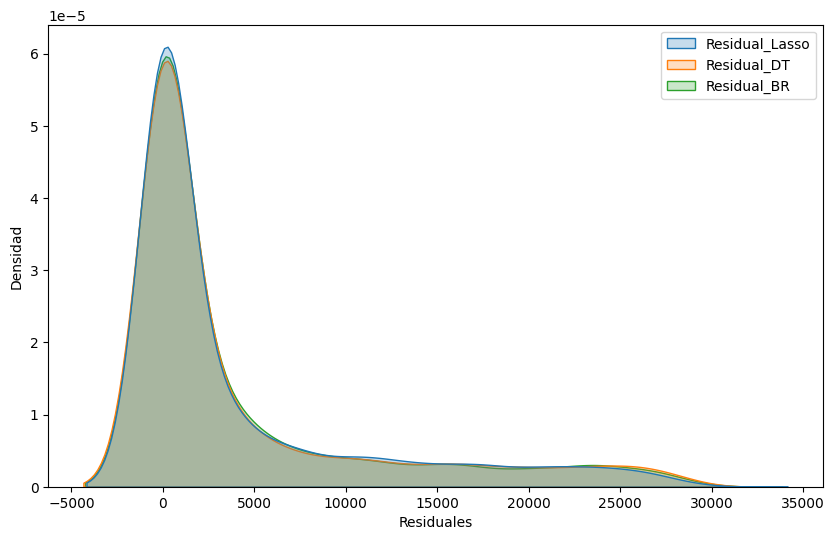 1e−5
Residual_Lasso
Residual_DT
Residual_BR
6
5
4
3
2
1
0
Densidad
−5000 0 5000 10000 15000 20000 25000 30000 35000
Residuales